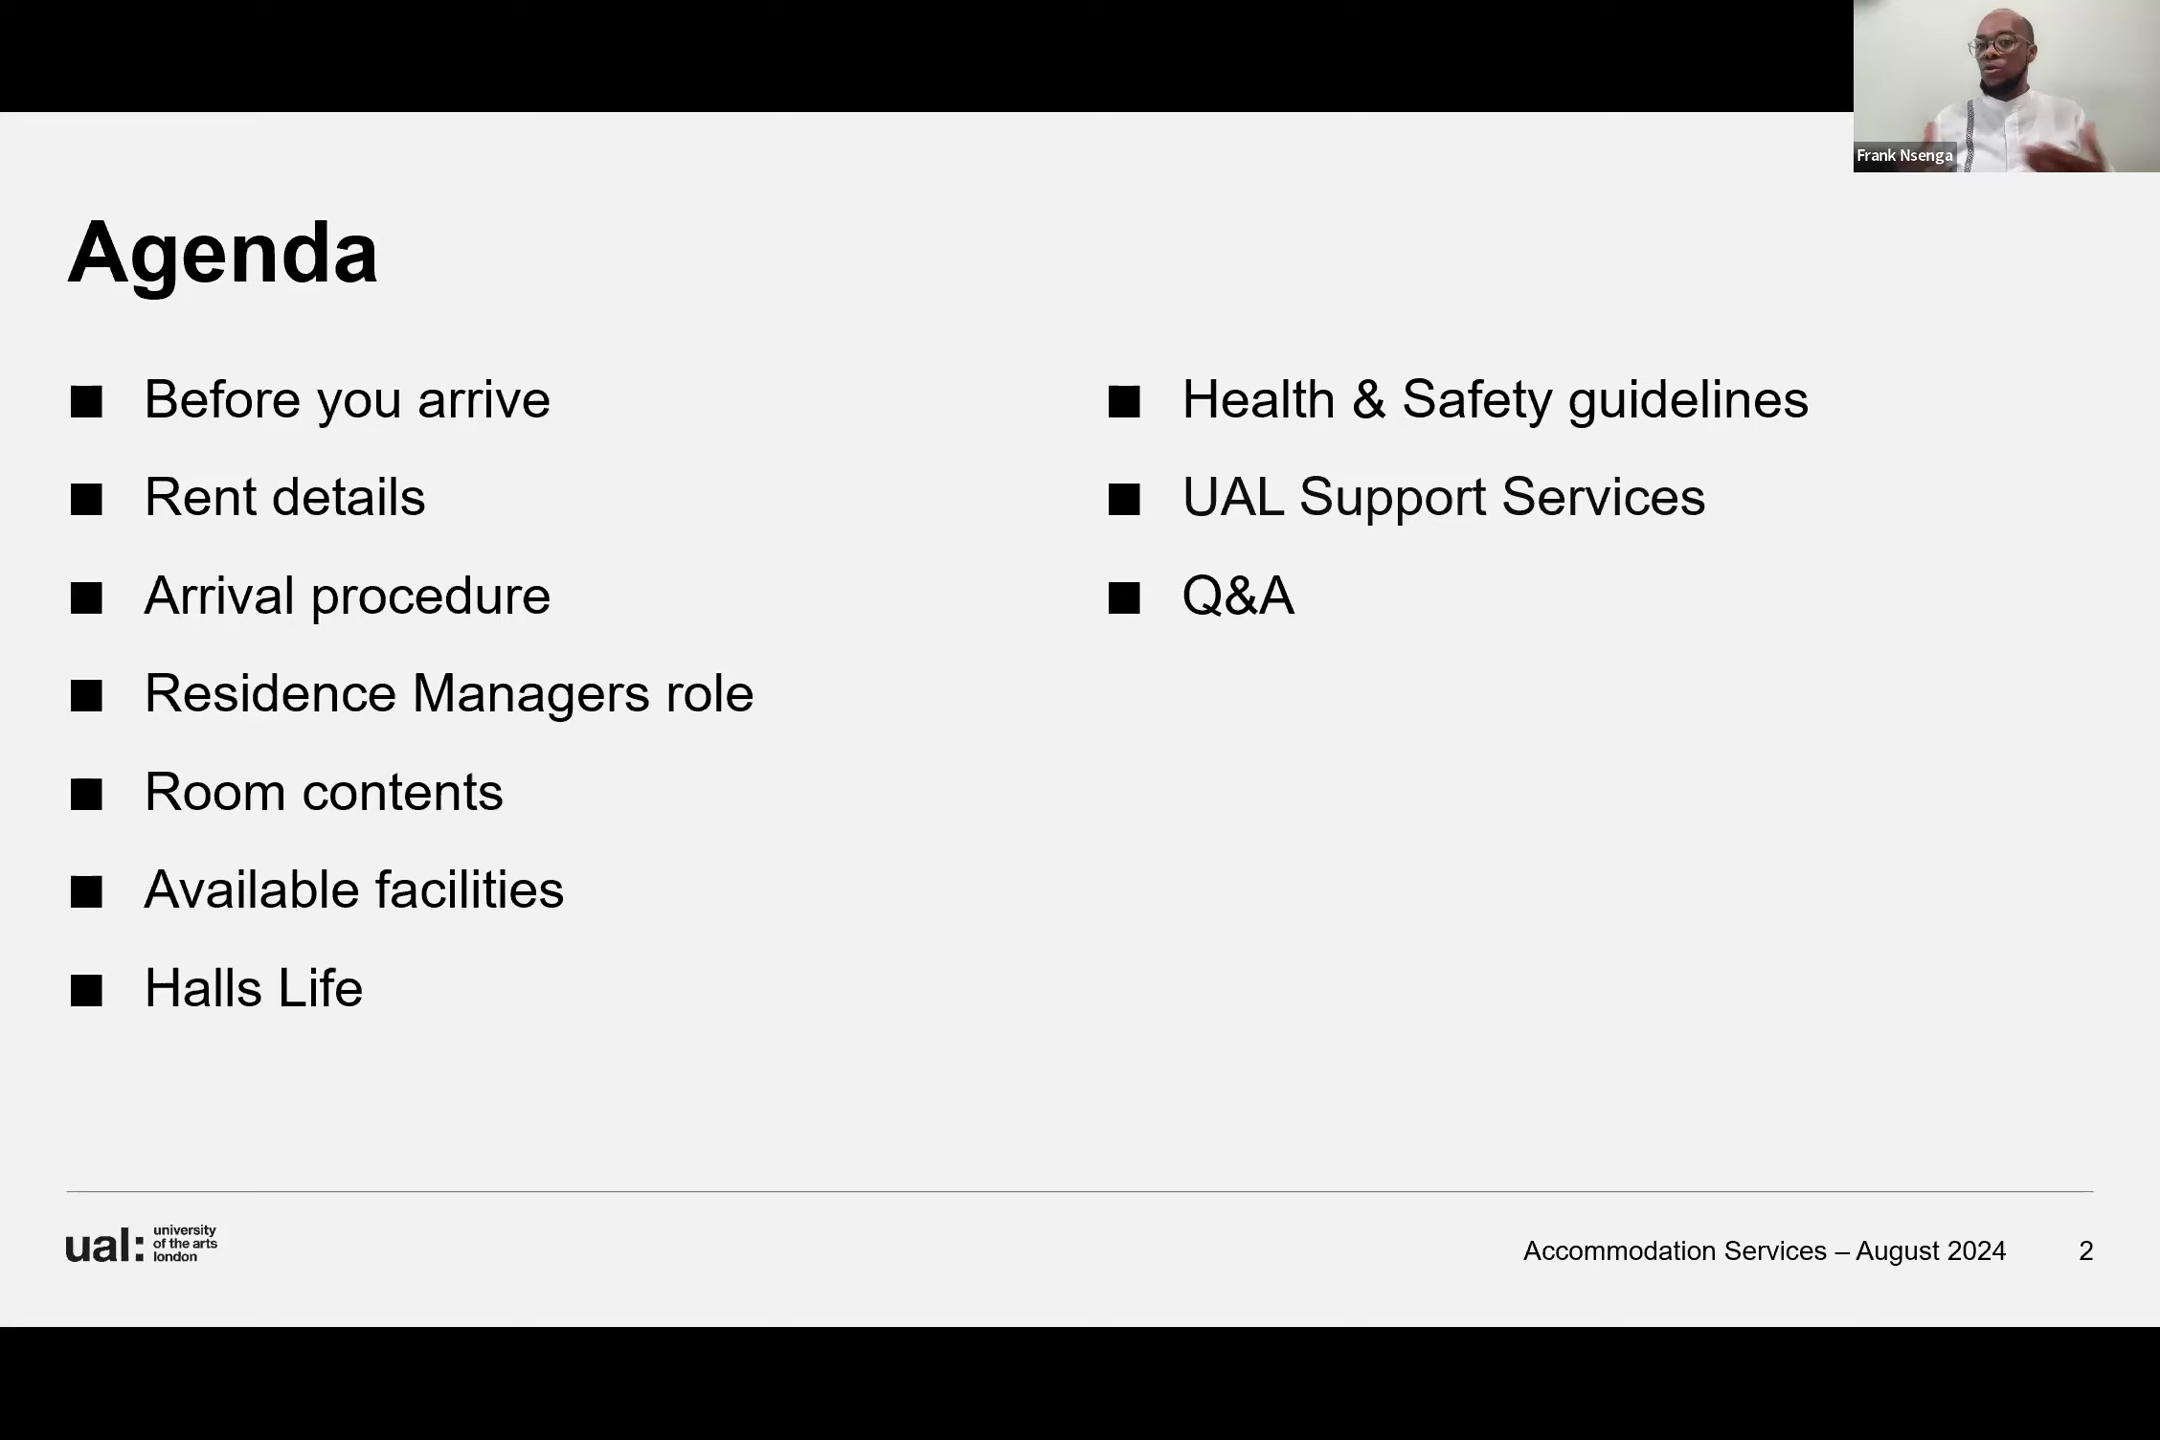 Frank Nsenga
Agenda
Before you arrive
Rent details
Arrival procedure
Residence Managers role
Room contents
Available facilities
Halls Life
Health & Safety guidelines
UAL Support Services
Q&A
ual: university
of the arts
london
Accommodation Services – August 2024
2